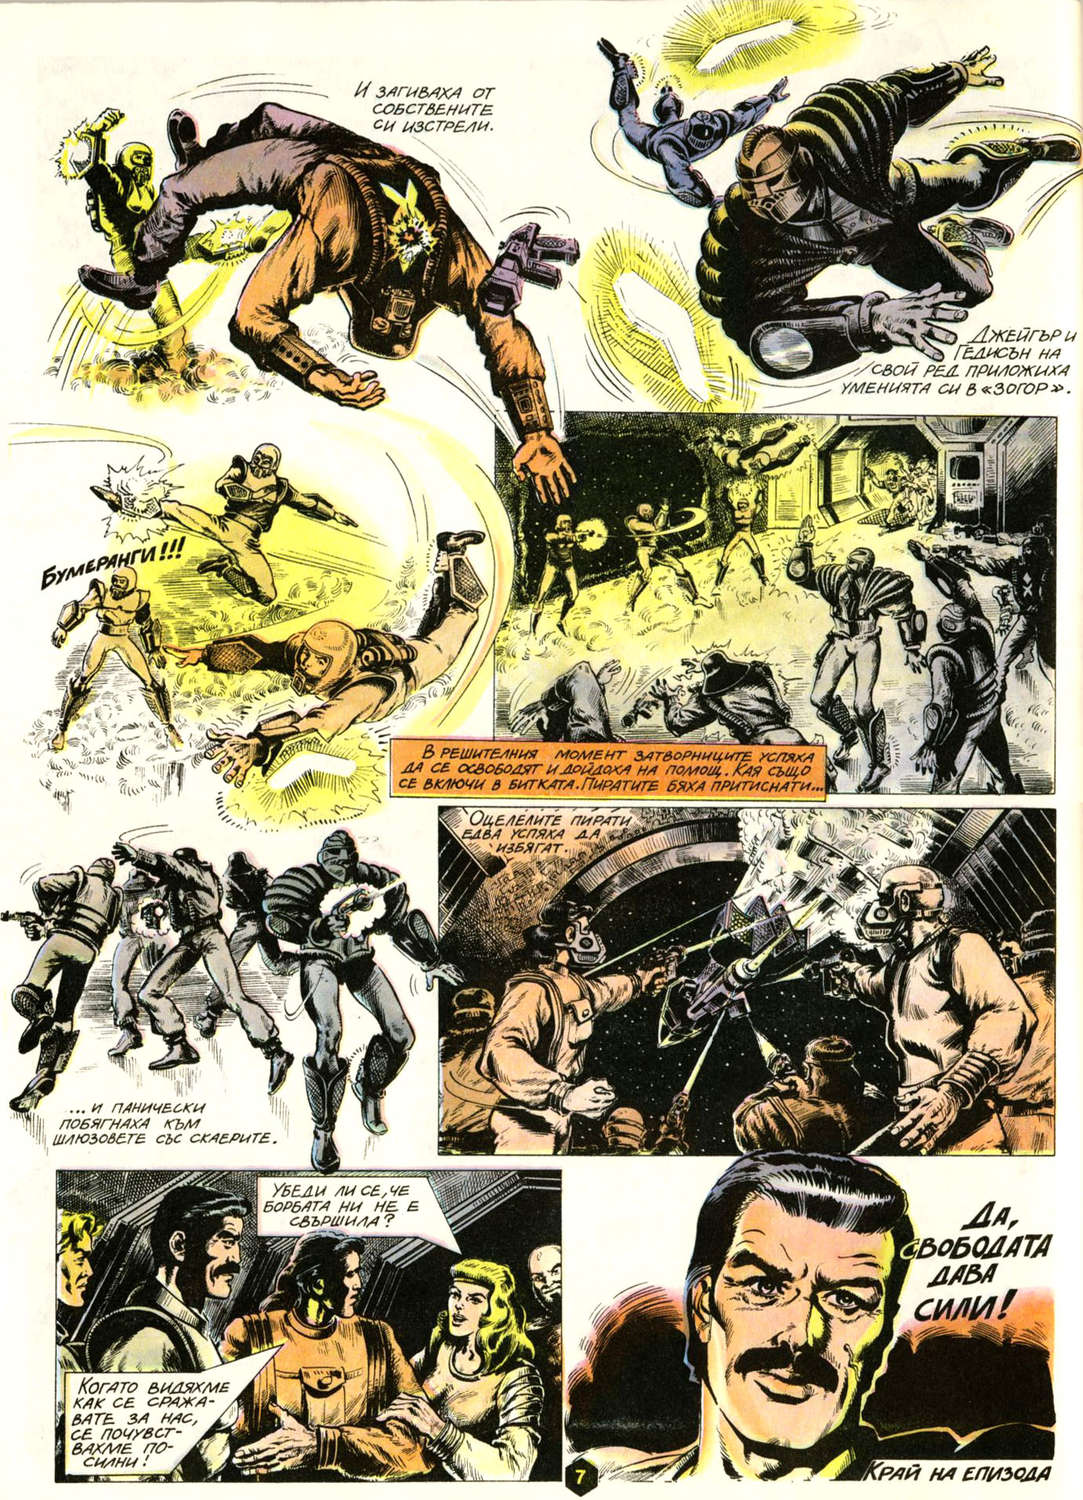 И ЗАГИВАХА ОТ
СОБСТВЕНИТЕ
СИ ИЗСТРЕЛИ.
ДЖЕЙГЪР И
ГЕДИСЪН НА
СВОЙ РЕД ПРИЛОЖИХА
УМЕНИЯТА СИ В «ЗОГОР».
БУМЕРАНГИ!!!
В РЕШИТЕЛНИЯ МОМЕНТ ЗАТВОРНИЦИТЕ УСПЯХА
ДА СЕ ОСВОБОДЯТ И ДОЙДОХА НА ПОМОЩ. КАЯ СЪЩО
СЕ ВКЛЮЧИ В БИТКАТА. ПИРАТИТЕ БЯХА ПРИТИСНАТИ...
...И ПАНИЧЕСКИ
ПОБЯГНАХА КЪМ
ШЛЮЗОВЕТЕ СЪС СКАЕРИТЕ.
ОЦЕЛЕЛИТЕ ПИРАТИ
ЕДВА УСПЯХА ДА
ИЗБЯГАТ.
УБЕДИ ЛИ СЕ, ЧЕ
БОРБАТА НИ НЕ Е
СВЪРШИЛА?
КОГАТО ВИДЯХМЕ
КАК СЕ СРАЖА-
ВАТЕ ЗА НАС,
СЕ ПОЧУВСТ-
ВАХМЕ ПО-
СИЛНИ!
ДА,
СВОБОДАТА
ДАВА
СИЛИ!
КРАЙ НА ЕПИЗОДА
7